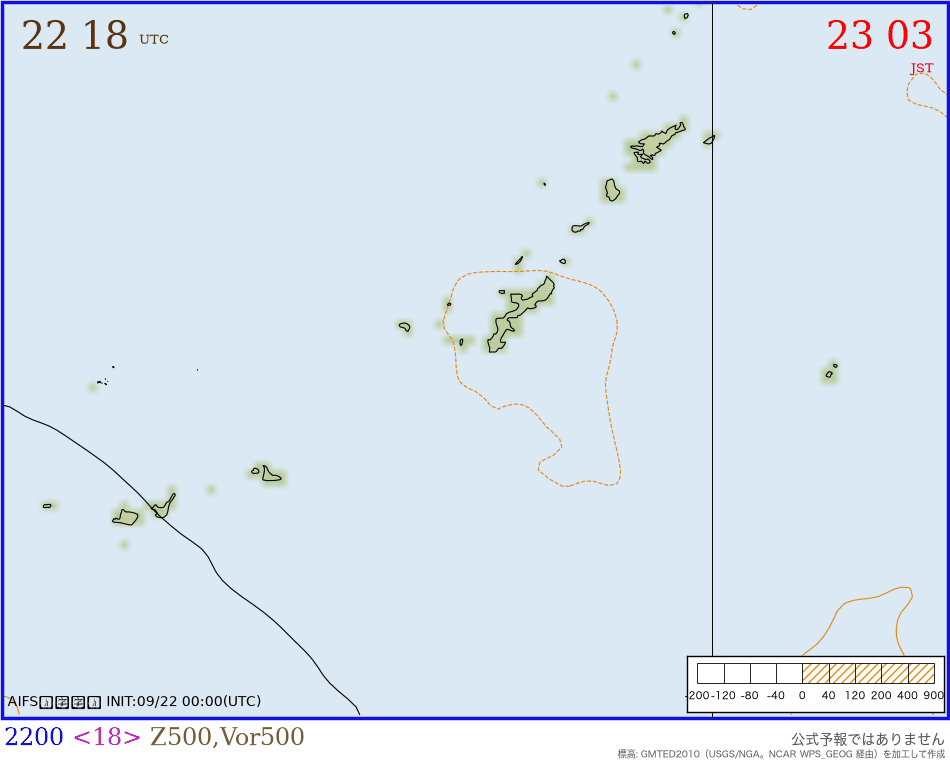 22 18 UTC
23 03
JST
-200 -120 -80 -40 0 40 120 200 400 900
AIFS INIT:09/22 00:00(UTC)
2200 <18> Z500,Vor500
公式予報ではありません
標高: GMTED2010（USGS/NGA。NCAR WPS_GEOG 経由）を加工して作成